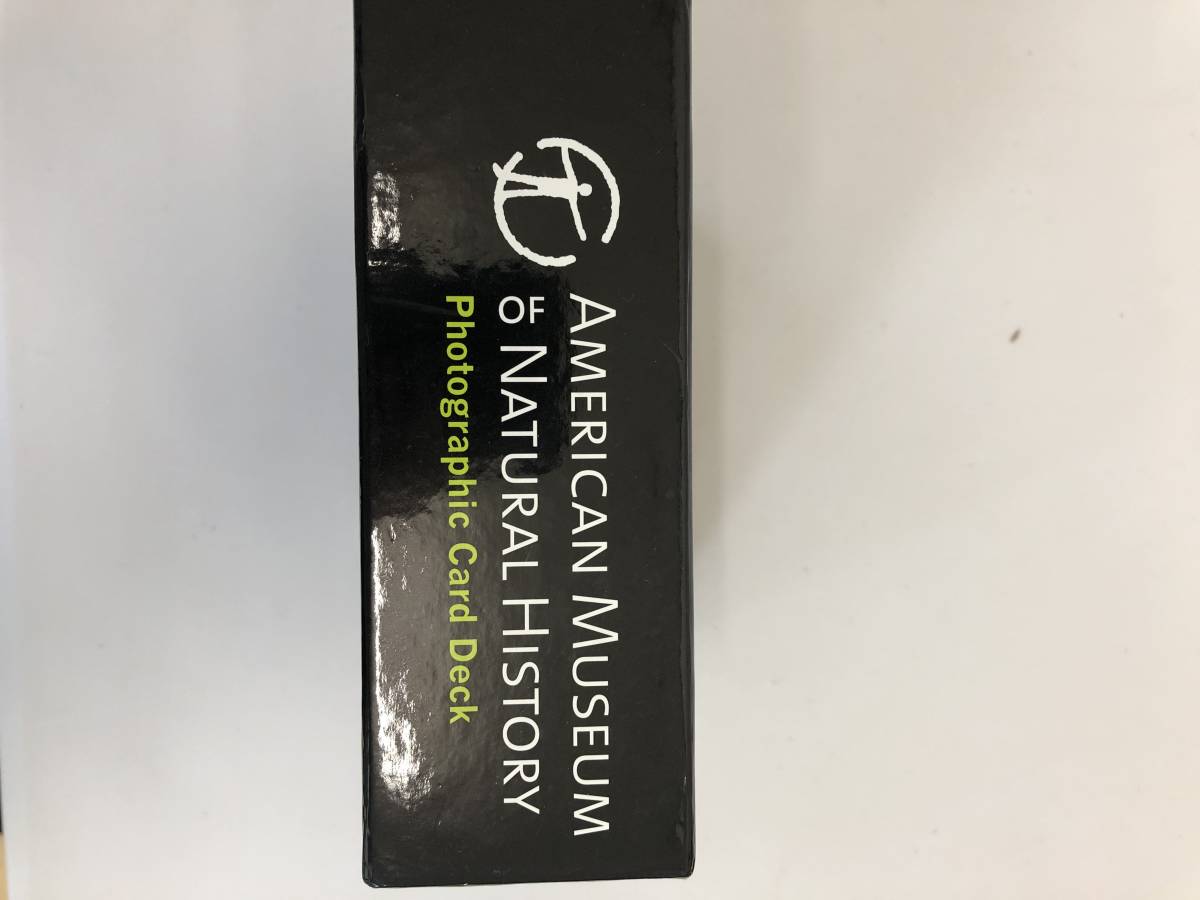 AMERICAN MUSEUM
OF NATURAL HISTORY
Photographic Card Deck